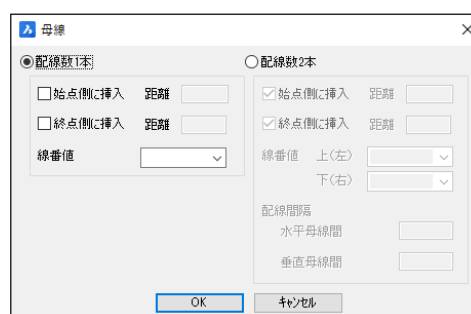 母線
配線数1本
始点側に挿入 距離
終点側に挿入 距離
線番値
配線数2本
始点側に挿入 距離
終点側に挿入 距離
線番値 上(左)
下(右)
配線間隔
水平母線間
垂直母線間
OK キャンセル